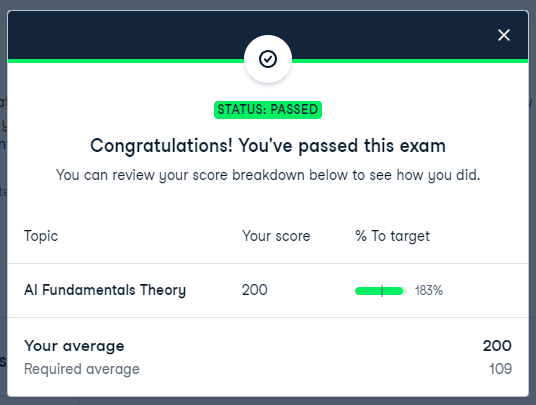 STATUS: PASSED
Congratulations! You've passed this exam
You can review your score breakdown below to see how you did.
Topic Your score % To target
AI Fundamentals Theory 200 183%
Your average 200
Required average 109